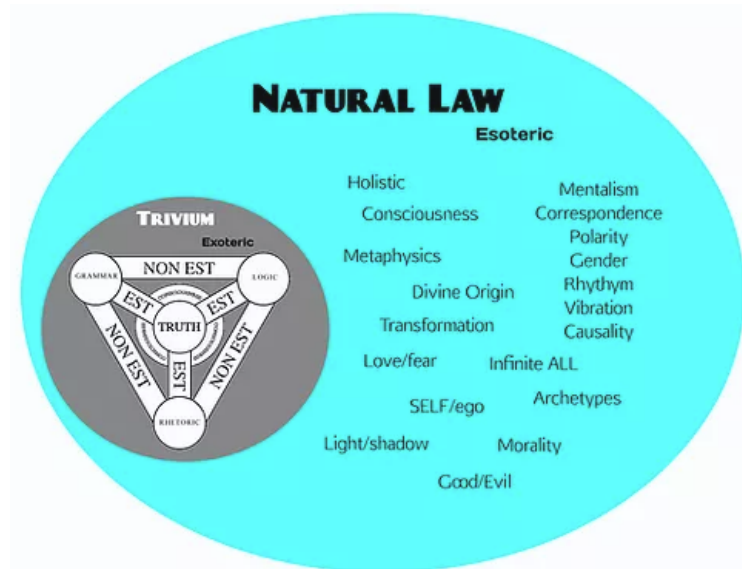 NATURAL LAW
Esoteric
Holistic
Consciousness
Metaphysics
Divine Origin
Transformation
Love/fear
Infinite ALL
SELF/ego
Archetypes
Light/shadow
Morality
Good/Evil
Mentalism
Correspondence
Polarity
Gender
Rhythym
Vibration
Causality
TRIVIUM
Exoteric
GRAMMAR
NON EST
LOGIC
EST
EST
TRUTH
NON EST
EST
NON EST
RHETORIC